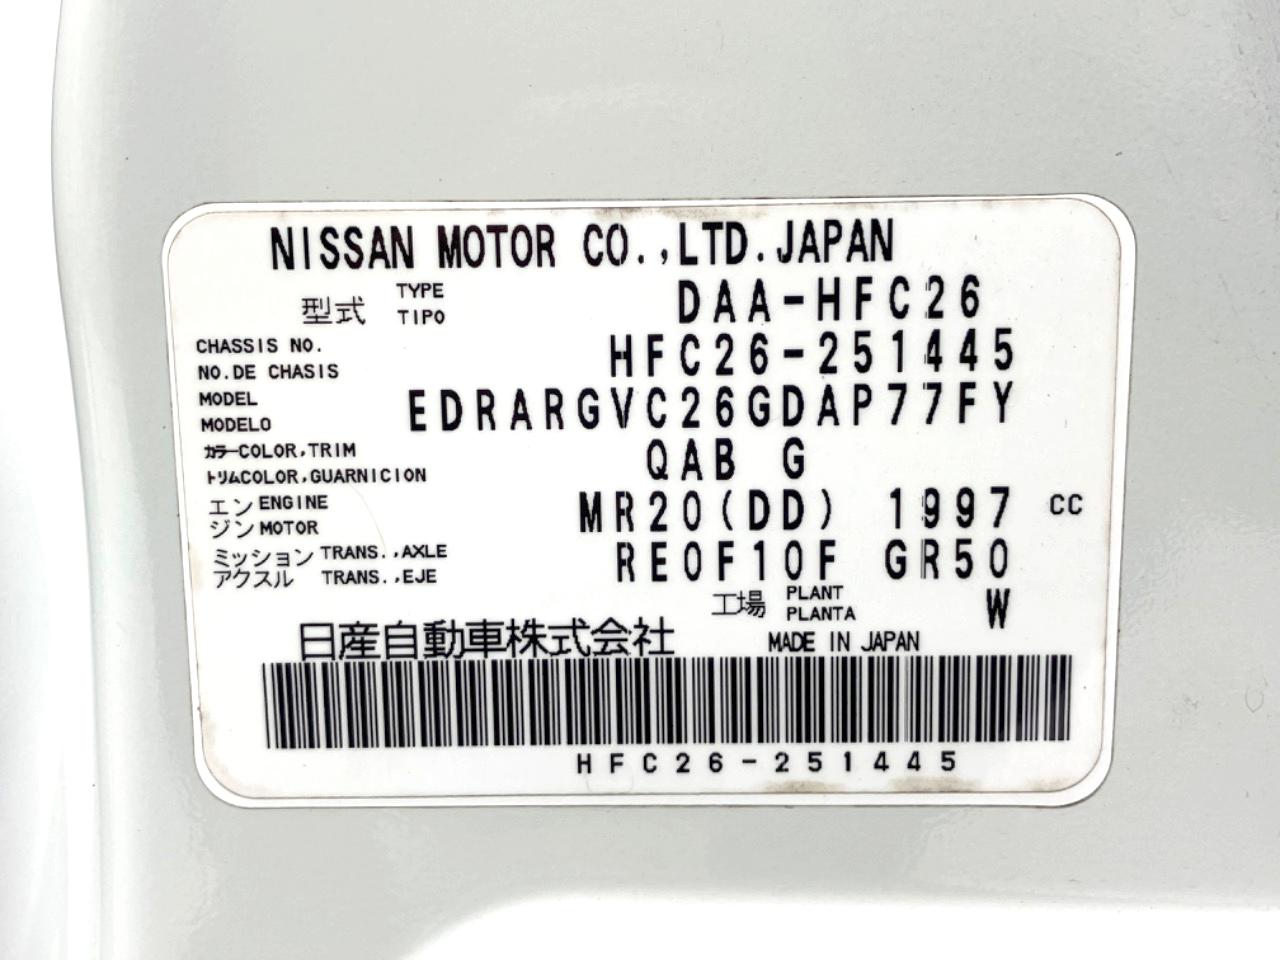 NISSAN MOTOR CO.,LTD.JAPAN
型式 TYPE TIPO DAA-HFC26
CHASSIS NO. NO.DE CHASIS HFC26-251445
MODEL MODELO EDRARGVC26GDAP77FY
カラーCOLOR,TRIM トリムCOLOR,GUARNICION QAB G
エンジン ENGINE MOTOR MR20(DD) 1997 CC
ミッション TRANS.,AXLE アクスル TRANS.,EJE RE0F10F GR50
工場 PLANT PLANTA W
日産自動車株式会社 MADE IN JAPAN
HFC26-251445